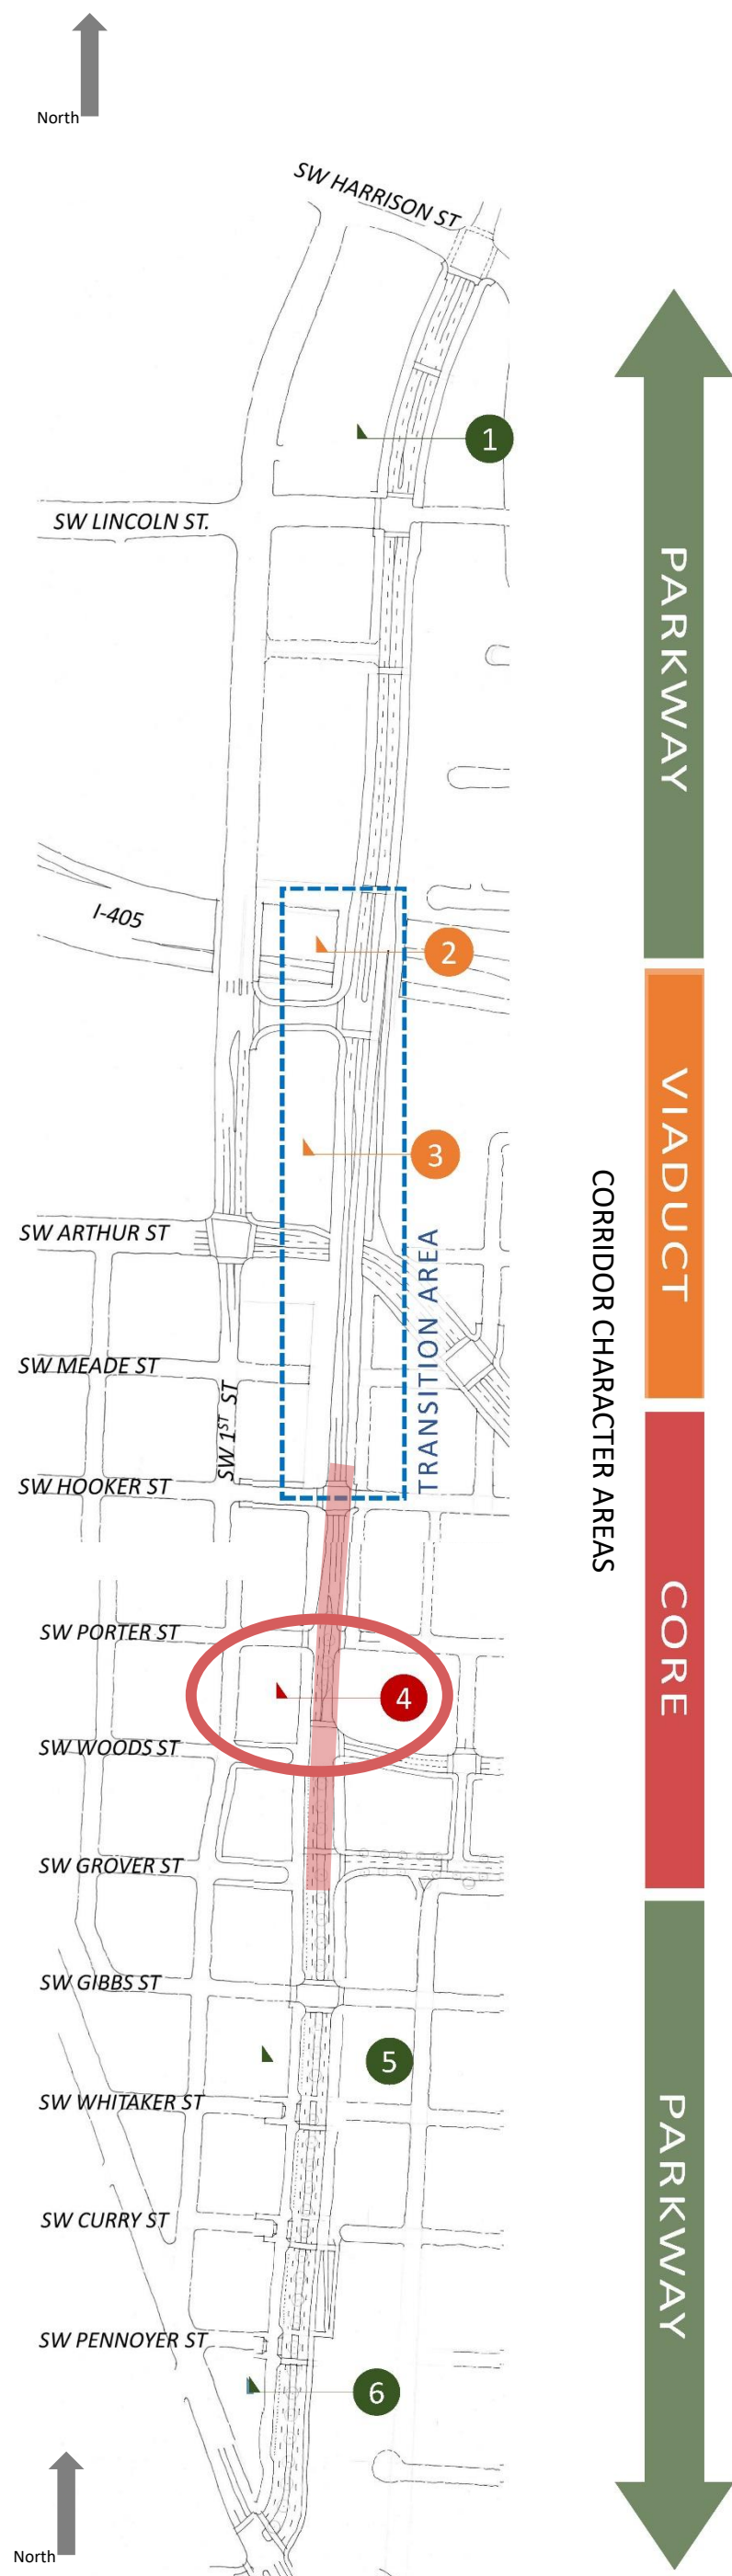 North
SW HARRISON ST
1
SW LINCOLN ST.
PARKWAY
I-405
2
VIADUCT
3
CORRIDOR CHARACTER AREAS
SW ARTHUR ST
TRANSITION AREA
SW MEADE ST
SW 1ST ST
SW HOOKER ST
CORE
SW PORTER ST
4
SW WOODS ST
SW GROVER ST
SW GIBBS ST
5
SW WHITAKER ST
PARKWAY
SW CURRY ST
SW PENNOYER ST
6
North